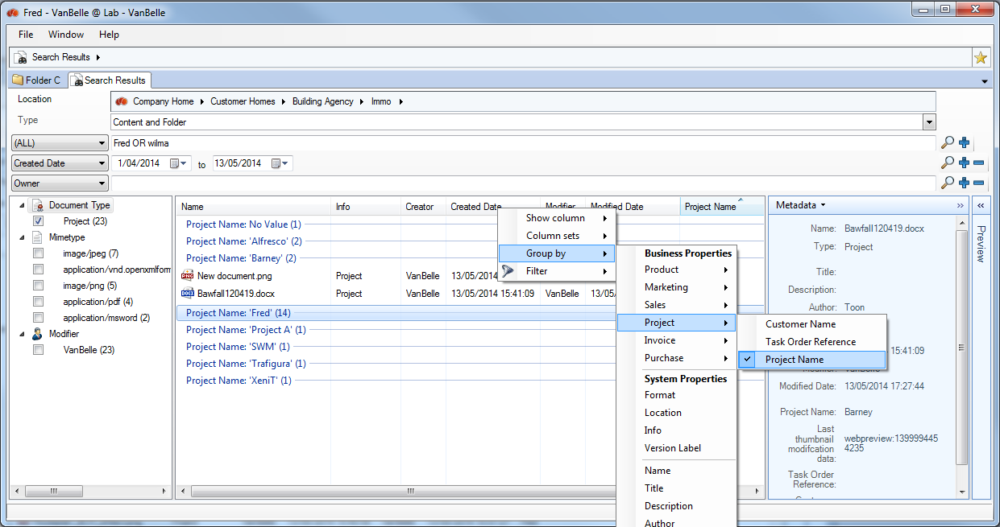 Fred - VanBelle @ Lab - VanBelle
File Window Help
Search Results
Folder C Search Results
Location Company Home Customer Homes Building Agency Immo
Type Content and Folder
(ALL) Fred OR wilma
Created Date 1/04/2014 to 13/05/2014
Owner
Document Type
Project (23)
Mimetype
image/jpeg (7)
application/vnd.openxmlform
image/png (5)
application/pdf (4)
application/msword (2)
Modifier
VanBelle (23)
Name Info Creator Created Date Modifier Modified Date Project Name
Project Name: No Value (1)
Project Name: 'Alfresco' (2)
Project Name: 'Barney' (2)
New document.png Project VanBelle 13/05/2014
Bawfall120419.docx Project VanBelle 13/05/2014 15:41:09 VanBelle 13/05/
Project Name: 'Fred' (14)
Project Name: 'Project A' (1)
Project Name: 'SWM' (1)
Project Name: 'Trafigura' (1)
Project Name: 'XeniT' (1)
Show column
Column sets
Group by
Filter
Business Properties
Product
Marketing
Sales
Project
Invoice
Purchase
System Properties
Format
Location
Info
Version Label
Name
Title
Description
Author
Customer Name
Task Order Reference
Project Name
Metadata
Name: Bawfall120419.docx
Type: Project
Title:
Description:
Author: Toon
15:41:09
Modified Date: 13/05/2014 17:27:44
Project Name: Barney
Last
thumbnail
modifcation
data: webpreview:139999445
4235
Task Order
Reference:
Preview